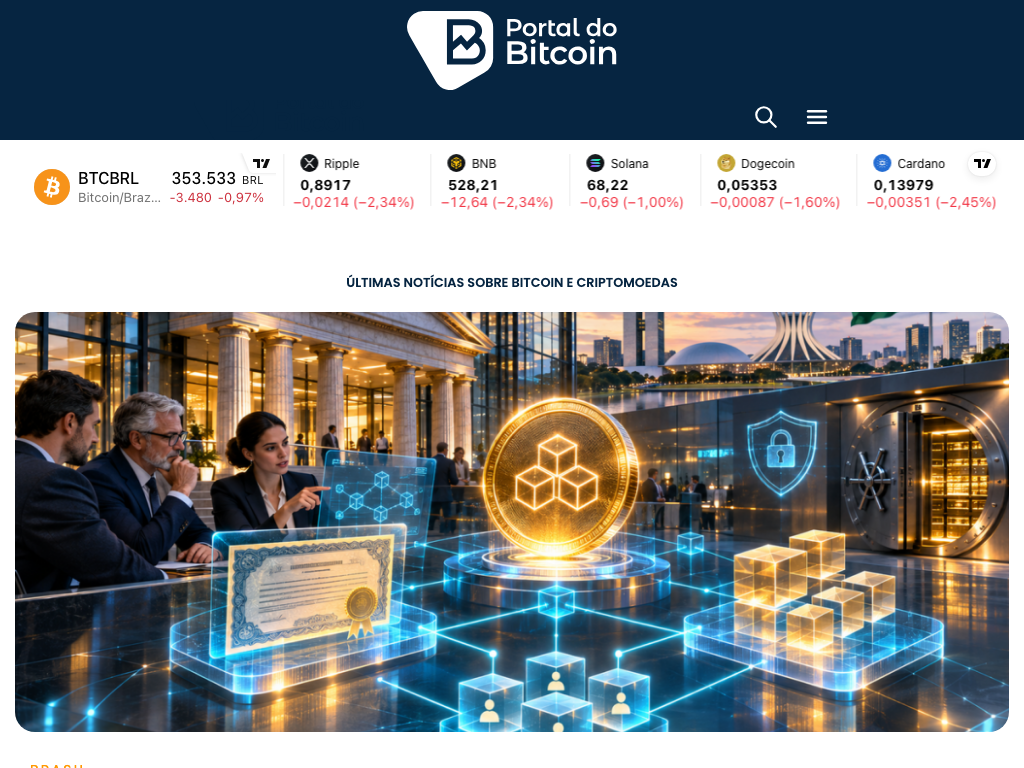 Portal do
Bitcoin
BTCBRL
353.533 BRL
Bitcoin/Braz...
-3.480 -0,97%
Ripple
0,8917
−0,0214 (−2,34%)
BNB
528,21
−12,64 (−2,34%)
Solana
68,22
−0,69 (−1,00%)
Dogecoin
0,05353
−0,00087 (−1,60%)
Cardano
0,13979
−0,00351 (−2,45%)
ÚLTIMAS NOTÍCIAS SOBRE BITCOIN E CRIPTOMOEDAS
BRASIL